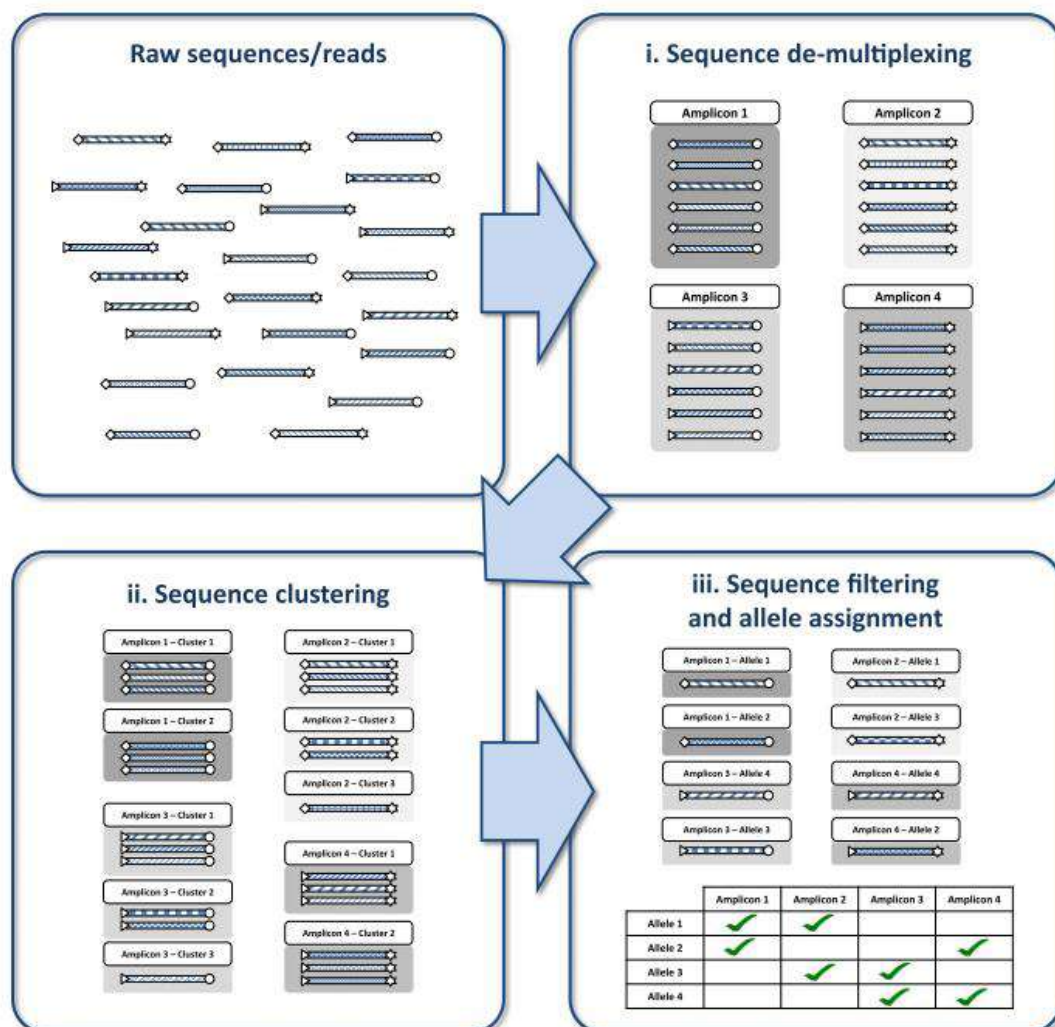 Raw sequences/reads
i. Sequence de-multiplexing
Amplicon 1
Amplicon 2
Amplicon 3
Amplicon 4
ii. Sequence clustering
Amplicon 1 – Cluster 1
Amplicon 2 – Cluster 1
Amplicon 1 – Cluster 2
Amplicon 2 – Cluster 2
Amplicon 2 – Cluster 3
Amplicon 3 – Cluster 1
Amplicon 4 – Cluster 1
Amplicon 3 – Cluster 2
Amplicon 4 – Cluster 2
Amplicon 3 – Cluster 3
iii. Sequence filtering
and allele assignment
Amplicon 1 – Allele 1
Amplicon 2 – Allele 1
Amplicon 1 – Allele 2
Amplicon 2 – Allele 3
Amplicon 3 – Allele 4
Amplicon 4 – Allele 4
Amplicon 3 – Allele 3
Amplicon 4 – Allele 2
Amplicon 1 Amplicon 2 Amplicon 3 Amplicon 4
Allele 1
Allele 2
Allele 3
Allele 4